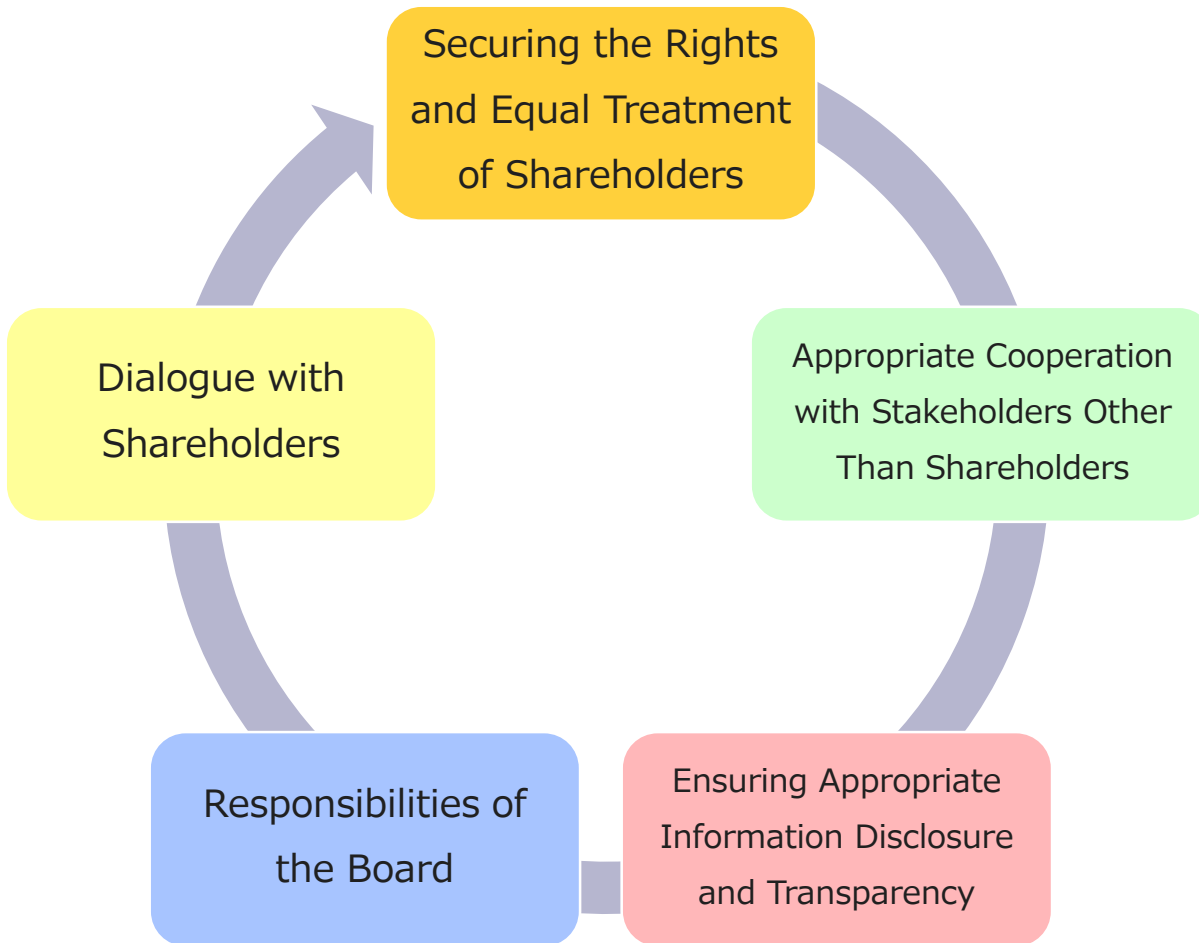 Securing the Rights
and Equal Treatment
of Shareholders
Appropriate Cooperation
with Stakeholders Other
Than Shareholders
Ensuring Appropriate
Information Disclosure
and Transparency
Responsibilities of
the Board
Dialogue with
Shareholders